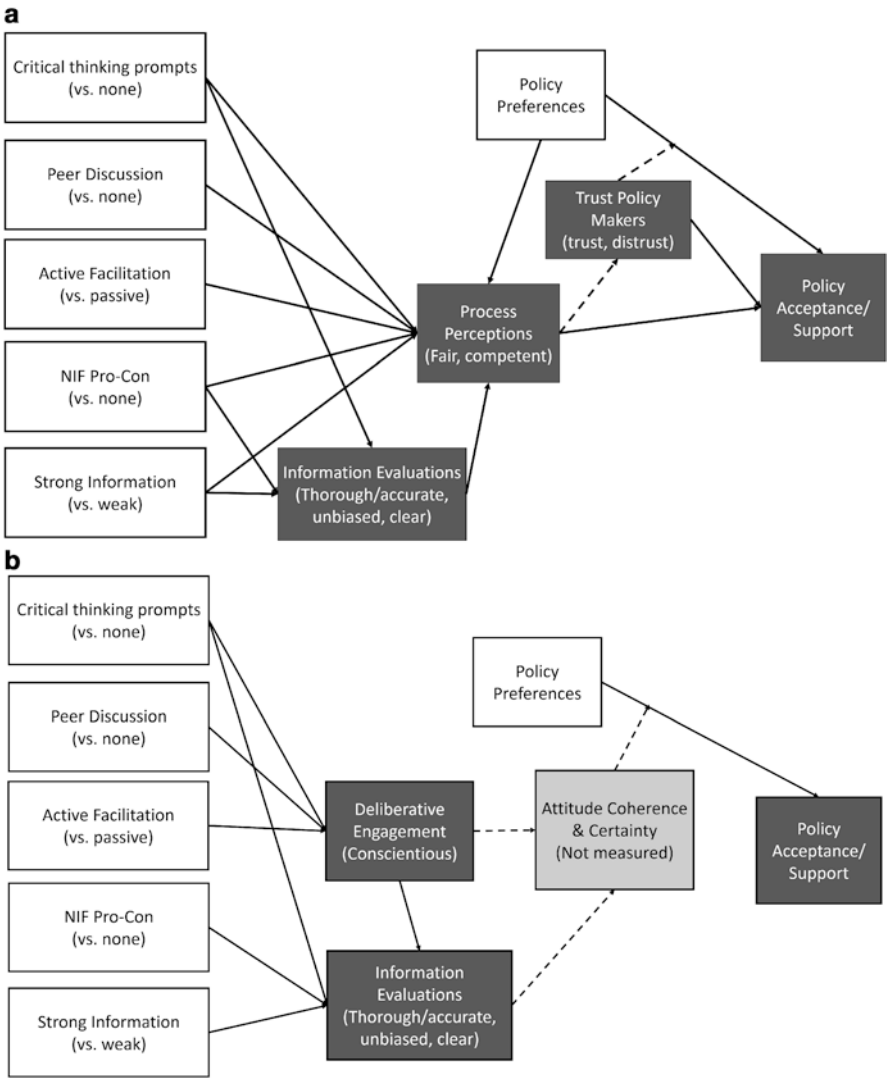 a
Critical thinking prompts
(vs. none)
Peer Discussion
(vs. none)
Active Facilitation
(vs. passive)
NIF Pro-Con
(vs. none)
Strong Information
(vs. weak)
Policy
Preferences
Trust Policy
Makers
(trust, distrust)
Process
Perceptions
(Fair, competent)
Policy
Acceptance/
Support
Information Evaluations
(Thorough/accurate,
unbiased, clear)
b
Critical thinking prompts
(vs. none)
Peer Discussion
(vs. none)
Active Facilitation
(vs. passive)
NIF Pro-Con
(vs. none)
Strong Information
(vs. weak)
Policy
Preferences
Deliberative
Engagement
(Conscientious)
Attitude Coherence
& Certainty
(Not measured)
Policy
Acceptance/
Support
Information
Evaluations
(Thorough/accurate,
unbiased, clear)